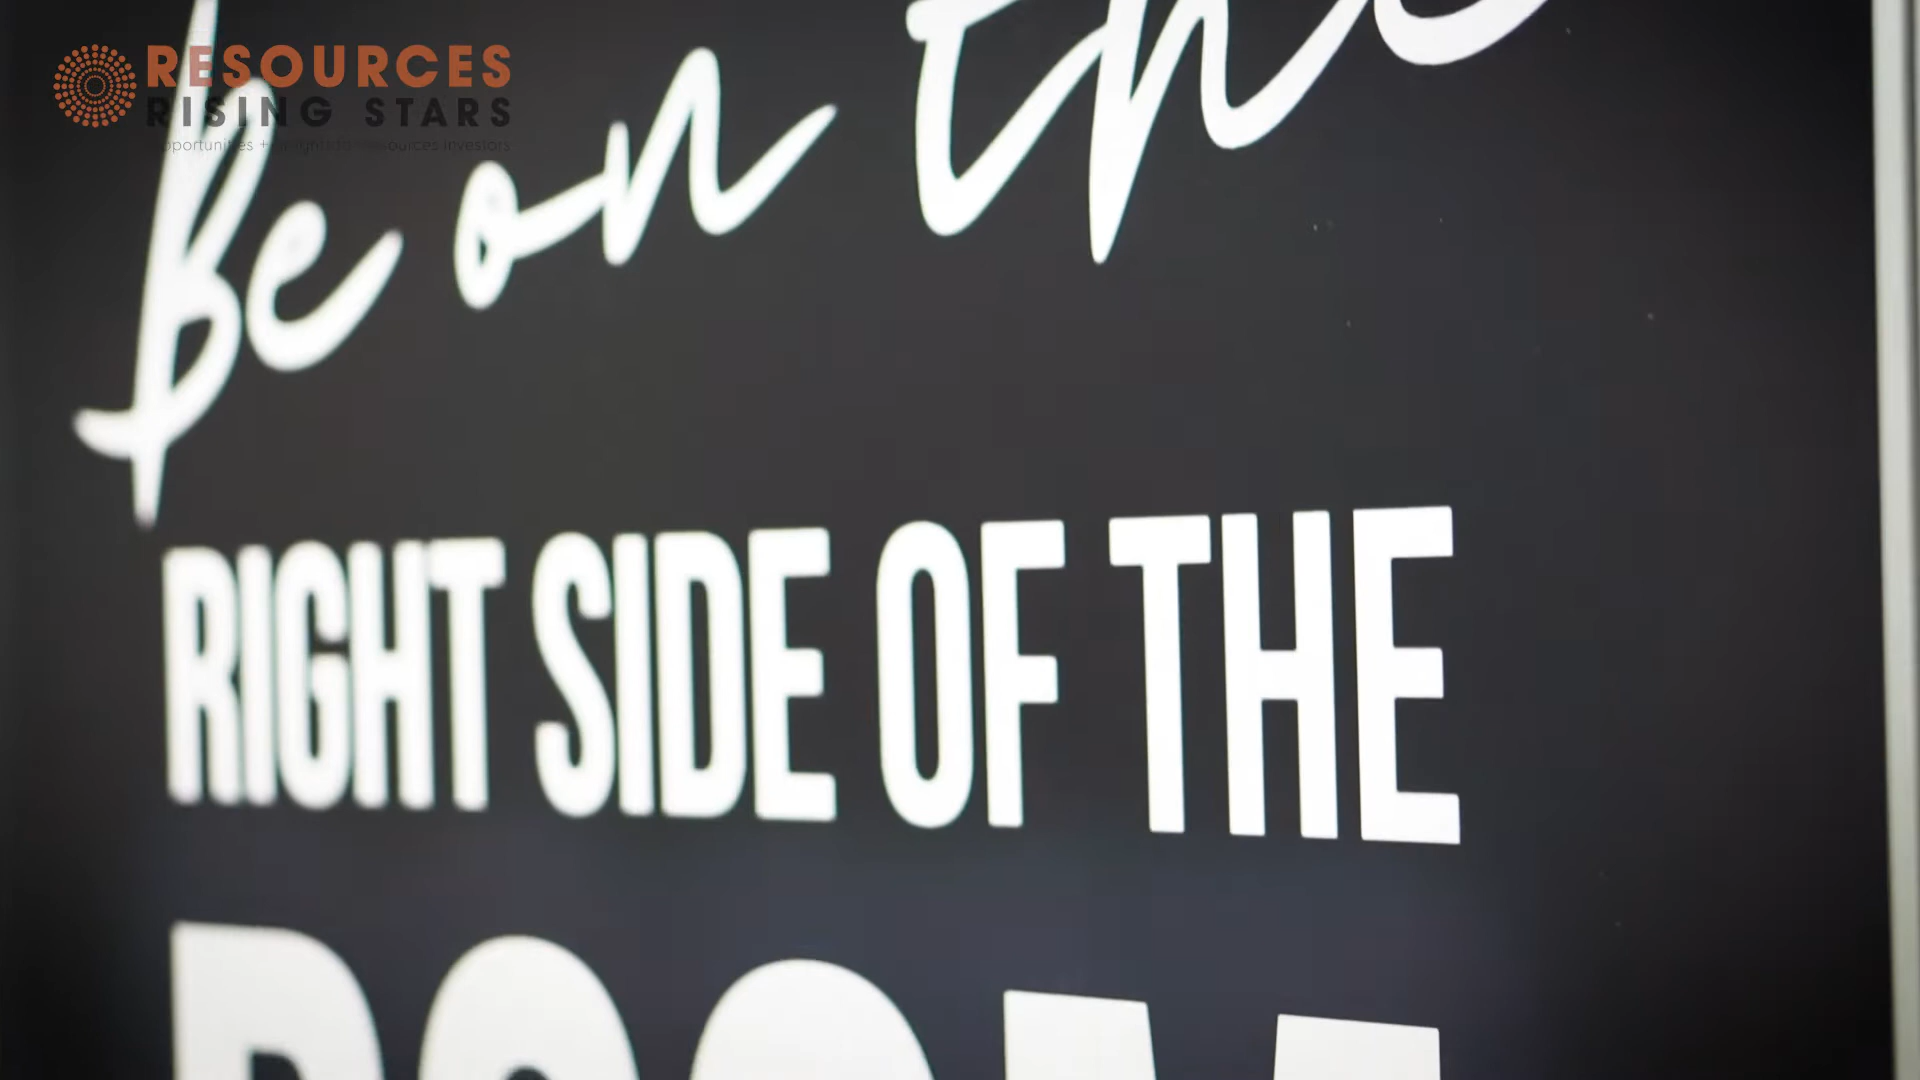 RESOURCES
RISING STARS
Be on the
RIGHT SIDE OF THE